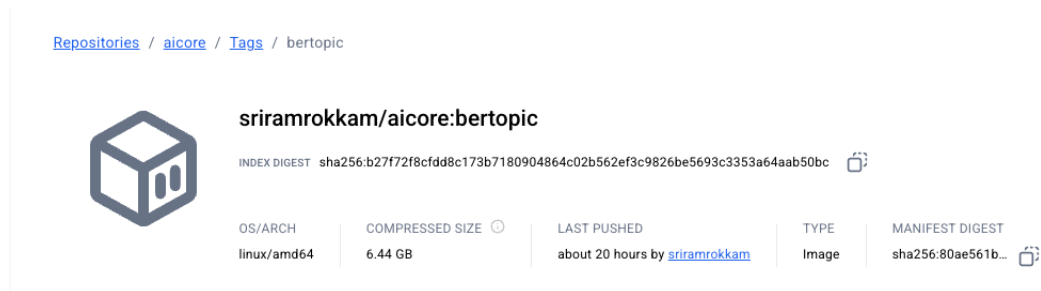 Repositories / aicore / Tags / bertopic
sriramrokkam/aicore:bertopic
INDEX DIGEST sha256:b27f72f8cfdd8c173b7180904864c02b562ef3c9826be5693c3353a64aab50bc
OS/ARCH COMPRESSED SIZE LAST PUSHED TYPE MANIFEST DIGEST
linux/amd64 6.44 GB about 20 hours by sriramrokkam Image sha256:80ae561b...